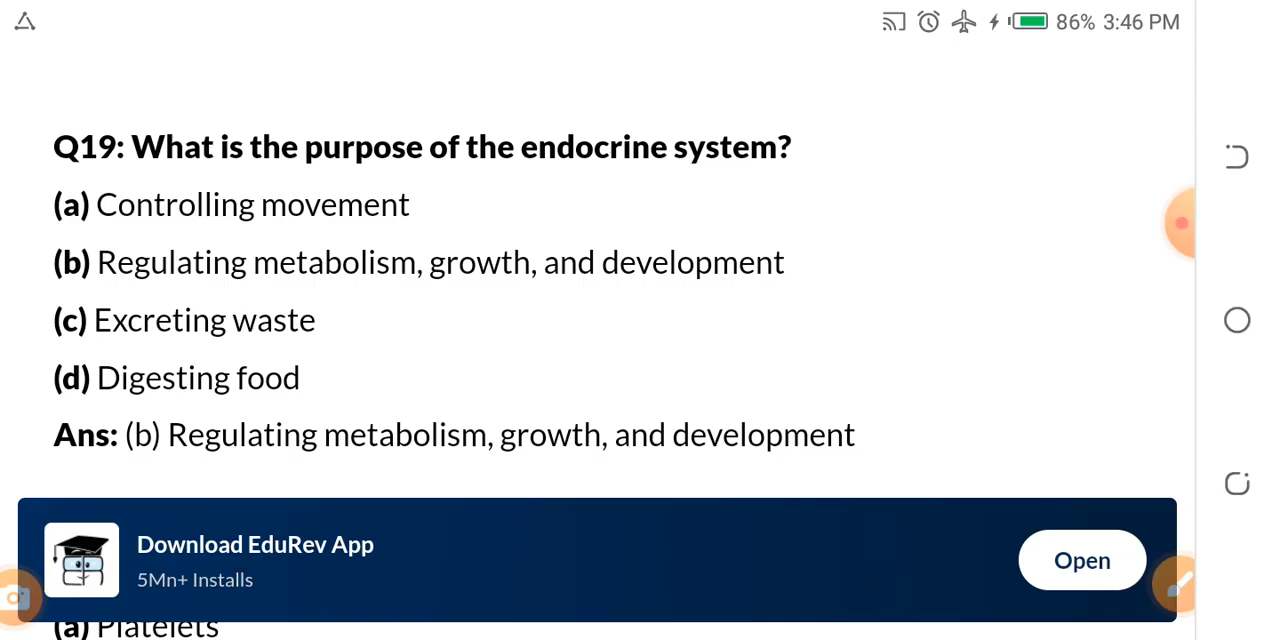 86% 3:46 PM
Q19: What is the purpose of the endocrine system?
(a) Controlling movement
(b) Regulating metabolism, growth, and development
(c) Excreting waste
(d) Digesting food
Ans: (b) Regulating metabolism, growth, and development
Download EduRev App
5Mn+ Installs
Open
(a) Platelets